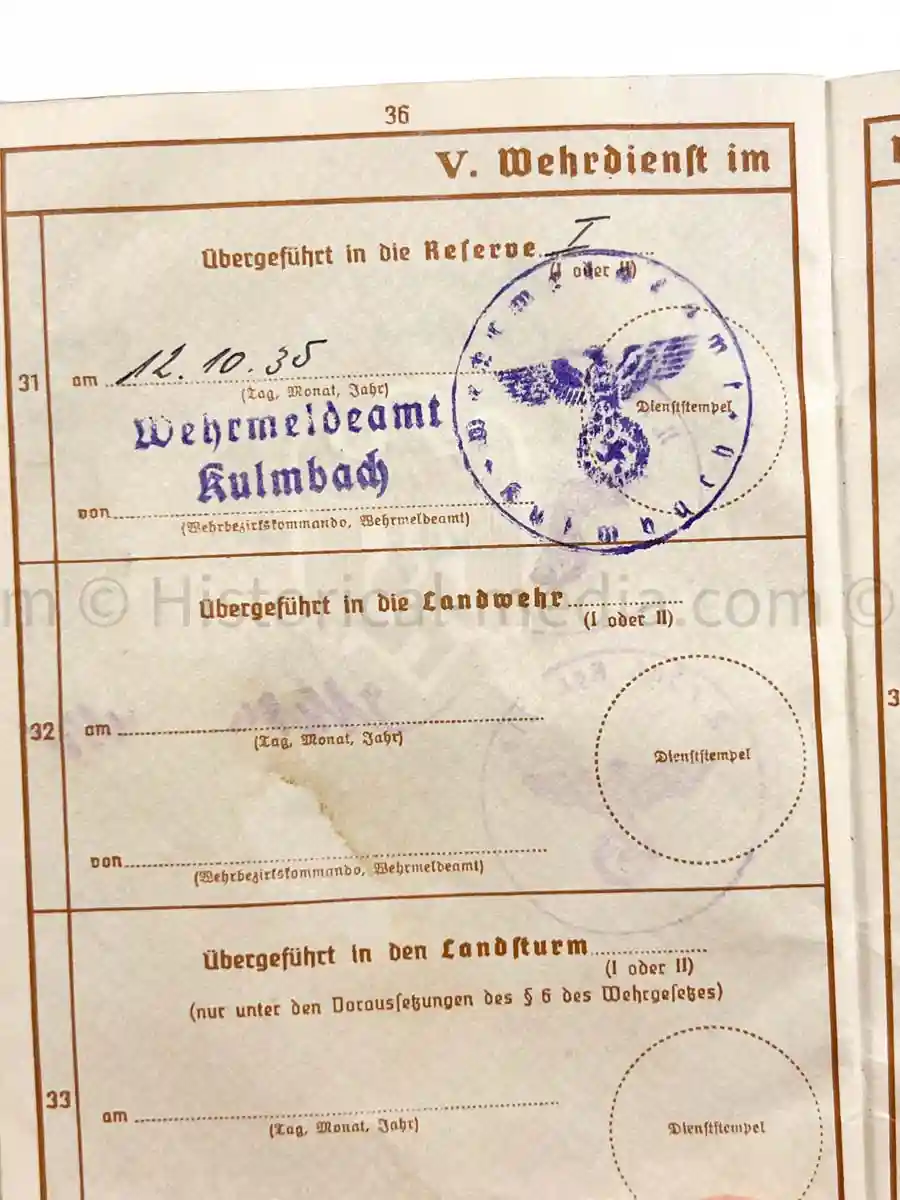 36
V. Wehrdienst im
Übergeführt in die Reserve I
(I oder II)
31 am 12.10.35
(Tag, Monat, Jahr)
Dienststempel
Wehrmeldeamt
Kulmbach
von
(Wehrbezirkskommando, Wehrmeldeamt)
m © Historical-media.com ©
Übergeführt in die Landwehr
(I oder II)
32 am
(Tag, Monat, Jahr)
Dienststempel
von
(Wehrbezirkskommando, Wehrmeldeamt)
Übergeführt in den Landsturm
(I oder II)
(nur unter den Voraussetzungen des § 6 des Wehrgesetzes)
33 am
(Tag, Monat, Jahr)
Dienststempel